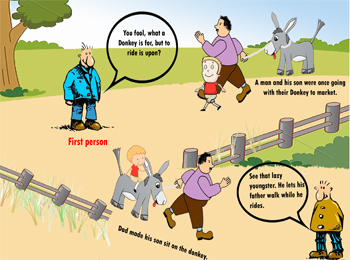 You fool, what a
Donkey is for, but to
ride is upon?
A man and his son were once going
with their Donkey to market.
First person
See that lazy
youngster. He lets his
father walk while he
rides.
Dad made his son sit on the donkey.